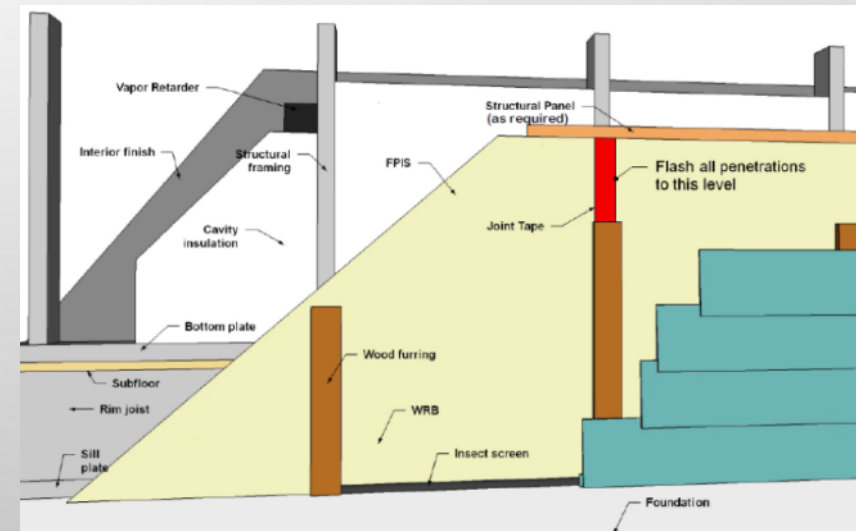 Vapor Retarder
Structural Panel
(as required)
Interior finish
Structural
framing
FPIS
Flash all penetrations
to this level
Joint Tape
Cavity
insulation
Bottom plate
Wood furring
Subfloor
Rim joist
WRB
Sill
plate
Insect screen
Foundation